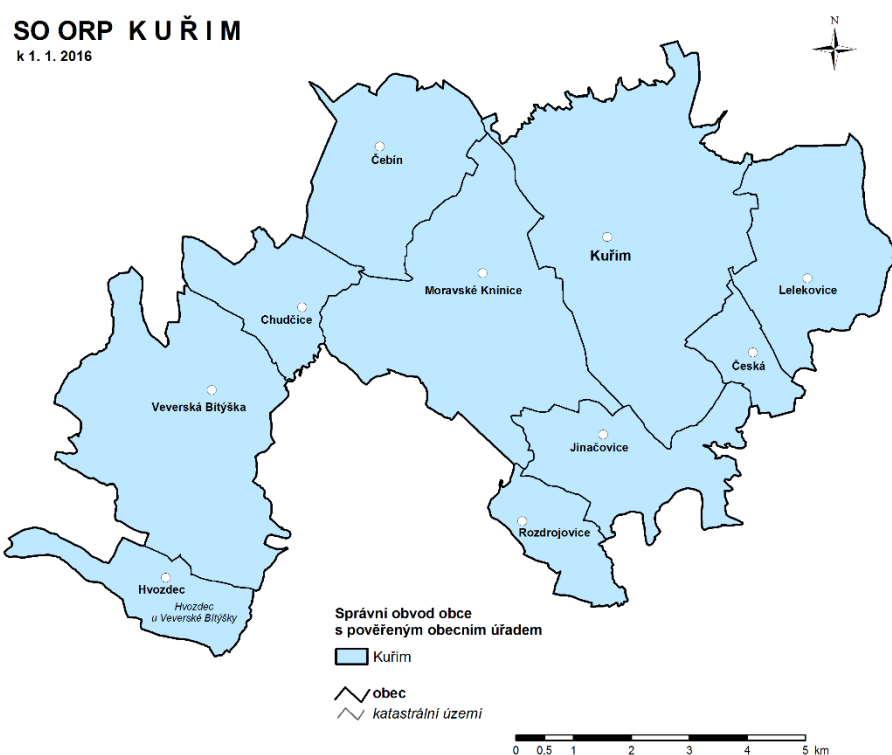 SO ORP K U Ř I M
k 1. 1. 2016
N
Čebín
Kuřim
Moravské Knínice
Lelekovice
Chudčice
Česká
Veverská Bítýška
Jinačovice
Rozdrojovice
Hvozdec
Hvozdec
u Veverské Bítýšky
Správní obvod obce
s pověřeným obecním úřadem
Kuřim
obec
katastrální území
0 0.5 1 2 3 4 5 km